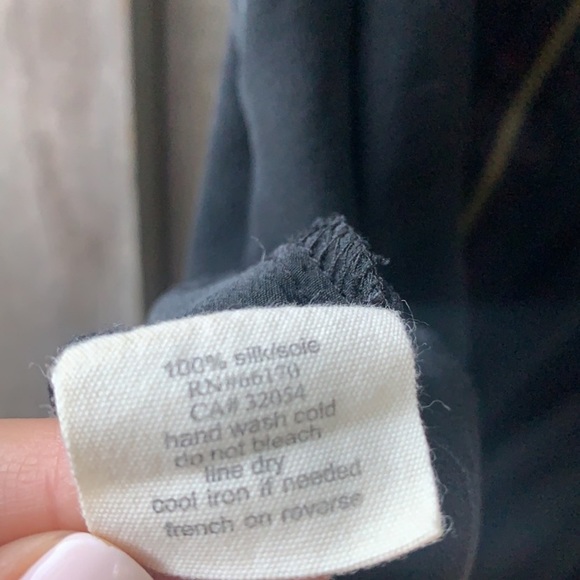 100% silk/soie
RN#66170
CA# 32054
hand wash cold
do not bleach
line dry
cool iron if needed
french on reverse